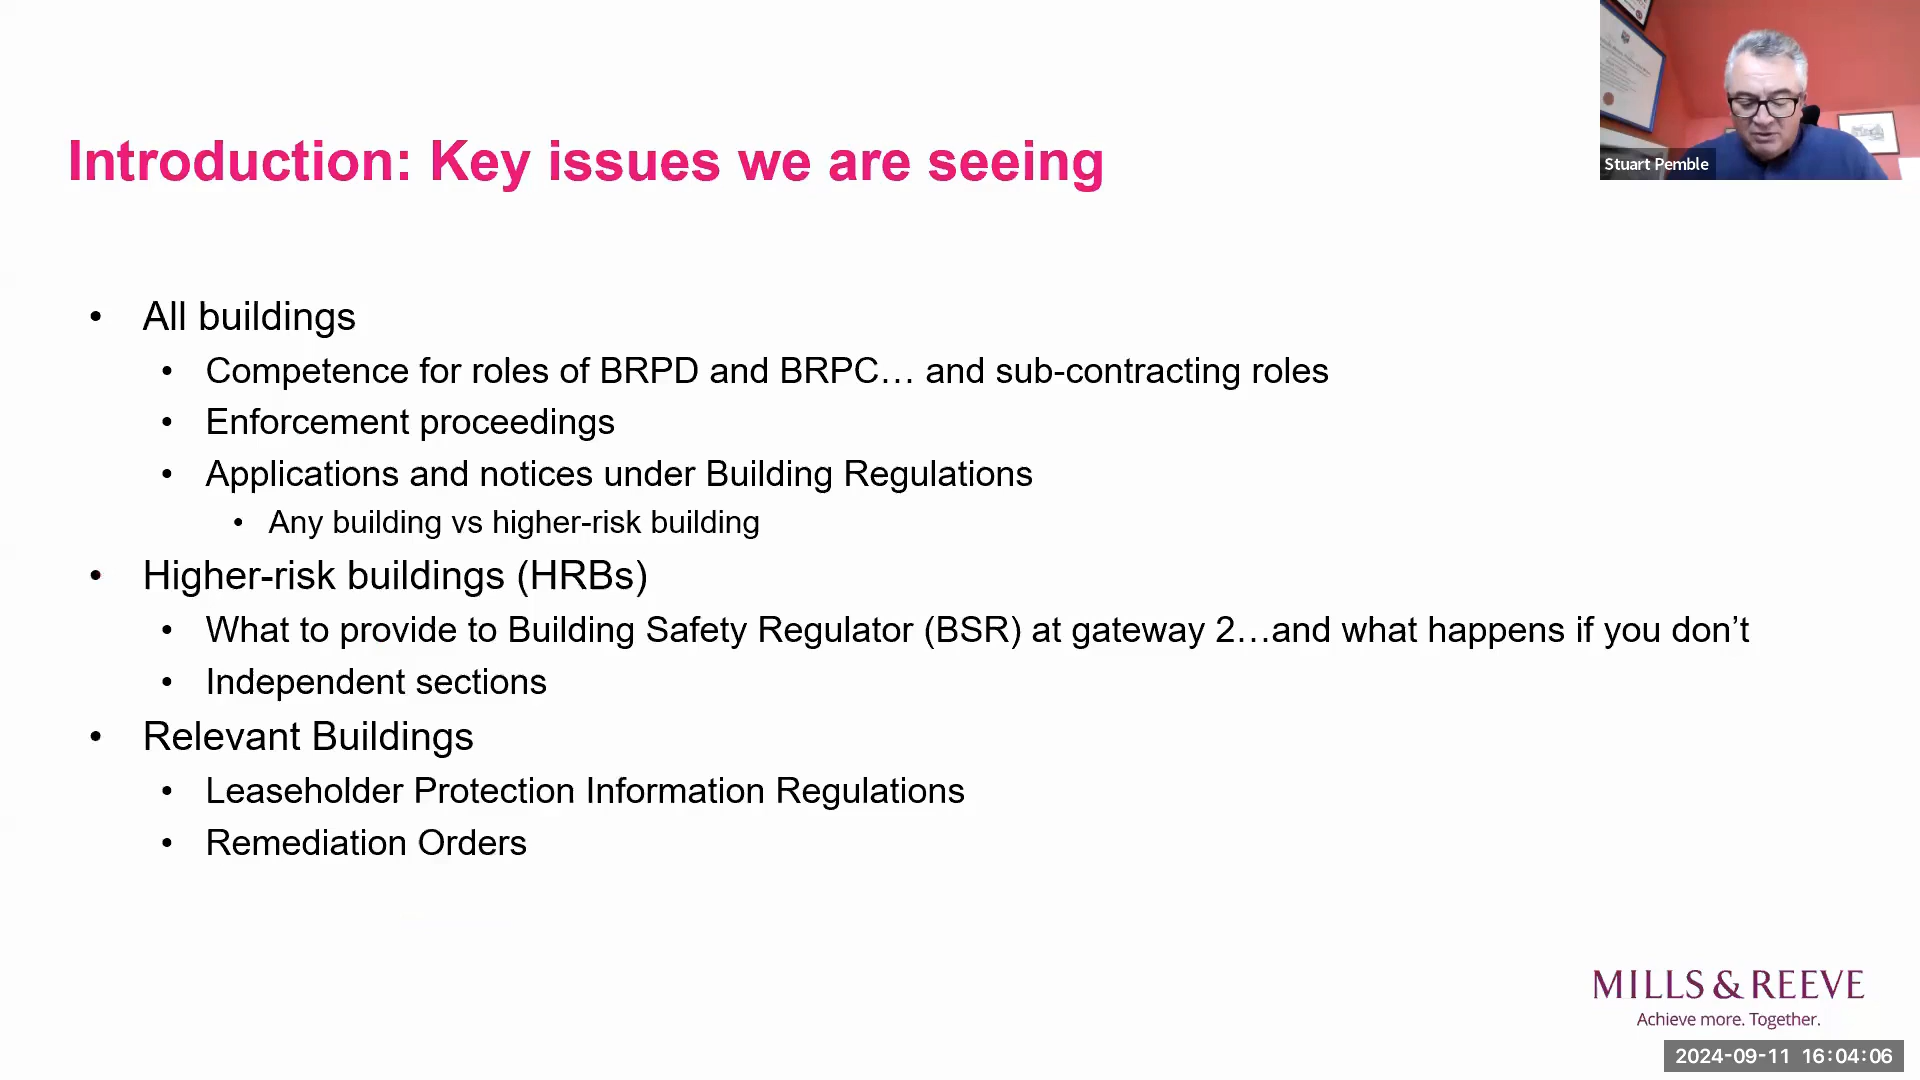 Introduction: Key issues we are seeing
Stuart Pemble
• All buildings
• Competence for roles of BRPD and BRPC… and sub-contracting roles
• Enforcement proceedings
• Applications and notices under Building Regulations
• Any building vs higher-risk building
• Higher-risk buildings (HRBs)
• What to provide to Building Safety Regulator (BSR) at gateway 2…and what happens if you don’t
• Independent sections
• Relevant Buildings
• Leaseholder Protection Information Regulations
• Remediation Orders
MILLS & REEVE
Achieve more. Together.
2024-09-11 16:04:06